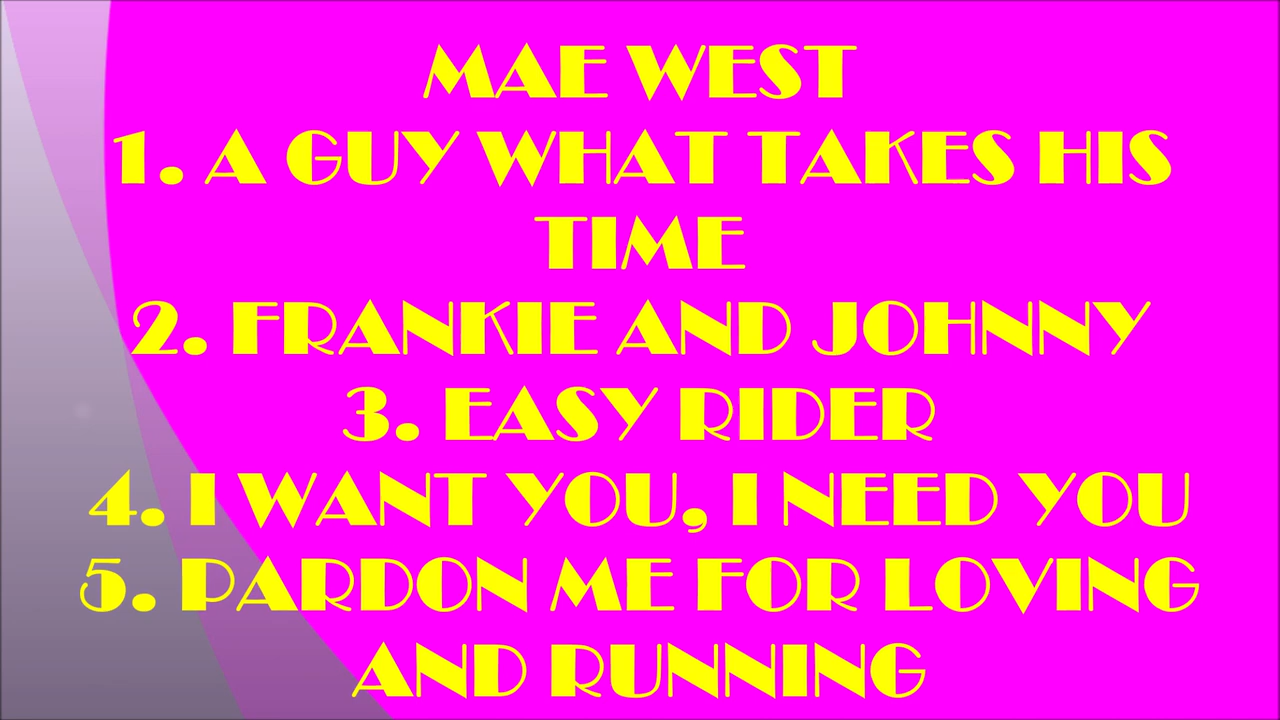 MAE WEST
1. A GUY WHAT TAKES HIS
TIME
2. FRANKIE AND JOHNNY
3. EASY RIDER
4. I WANT YOU, I NEED YOU
5. PARDON ME FOR LOVING
AND RUNNING